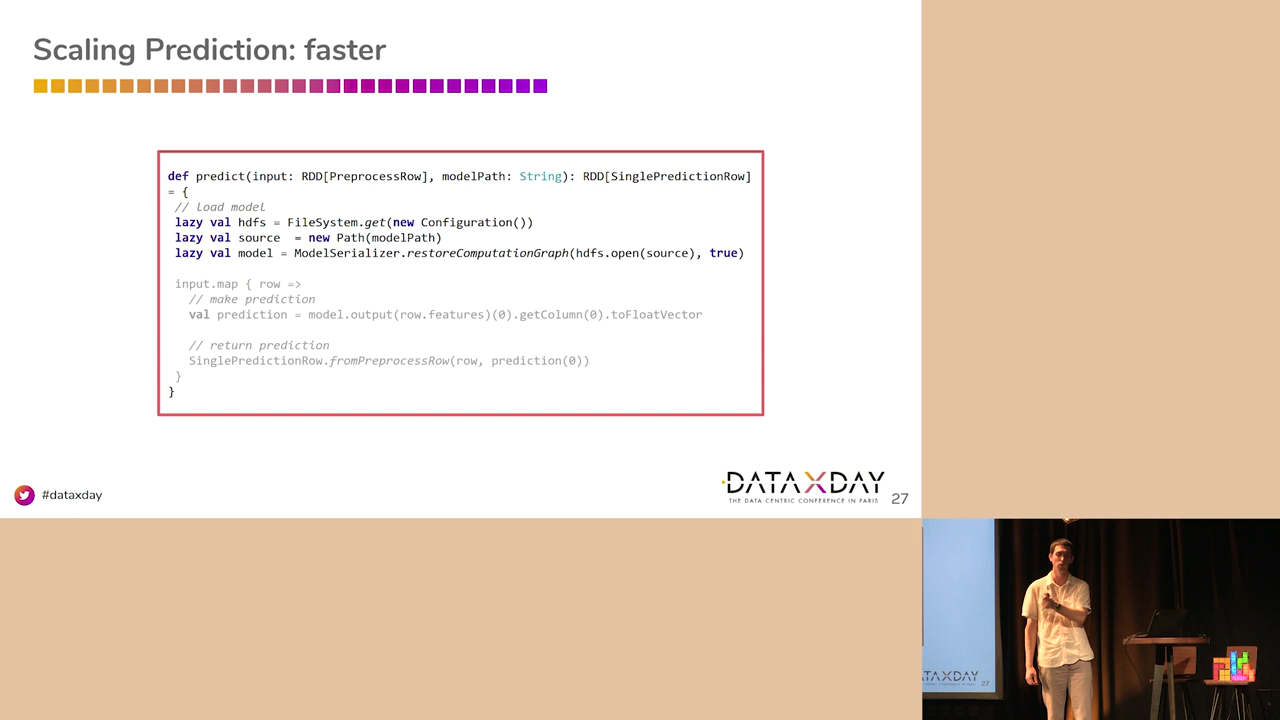 Scaling Prediction: faster
def predict(input: RDD[PreprocessRow], modelPath: String): RDD[SinglePredictionRow]
= {
// load model
lazy val hdfs = FileSystem.get(new Configuration())
lazy val source = new Path(modelPath)
lazy val model = ModelSerializer.restoreComputationGraph(hdfs.open(source), true)
input.map { row =>
// make prediction
val prediction = model.output(row.features)(0).getColumn(0).toFloatVector
// return prediction
SinglePredictionRow.fromPreprocessRow(row, prediction(0))
}
}
#dataxday
DATAXDAY
THE DATA CENTRIC CONFERENCE IN PARIS
27
TAXDAY
27